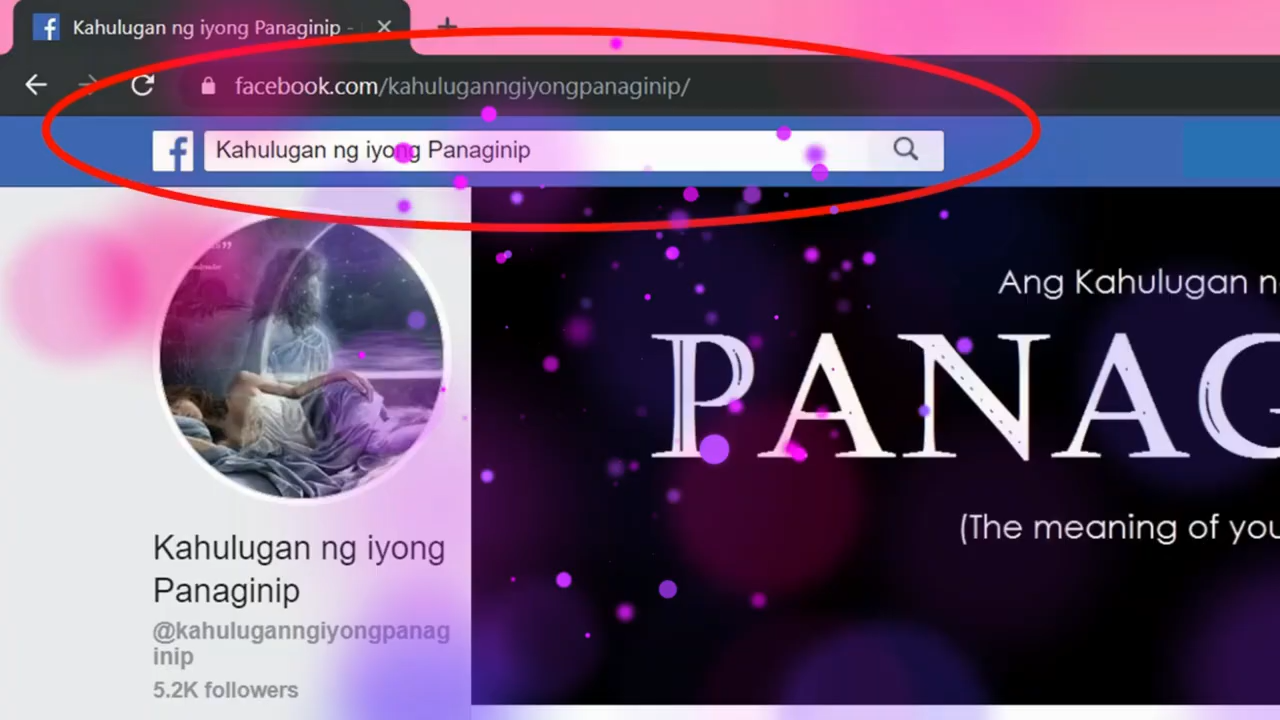 Kahulugan ng iyong Panaginip -
facebook.com/kahuluganngiyongpanaginip/
Kahulugan ng iyong Panaginip
Ang Kahulugan n
PANAG
(The meaning of you
Kahulugan ng iyong
Panaginip
@kahuluganngiyongpanag
inip
5.2K followers